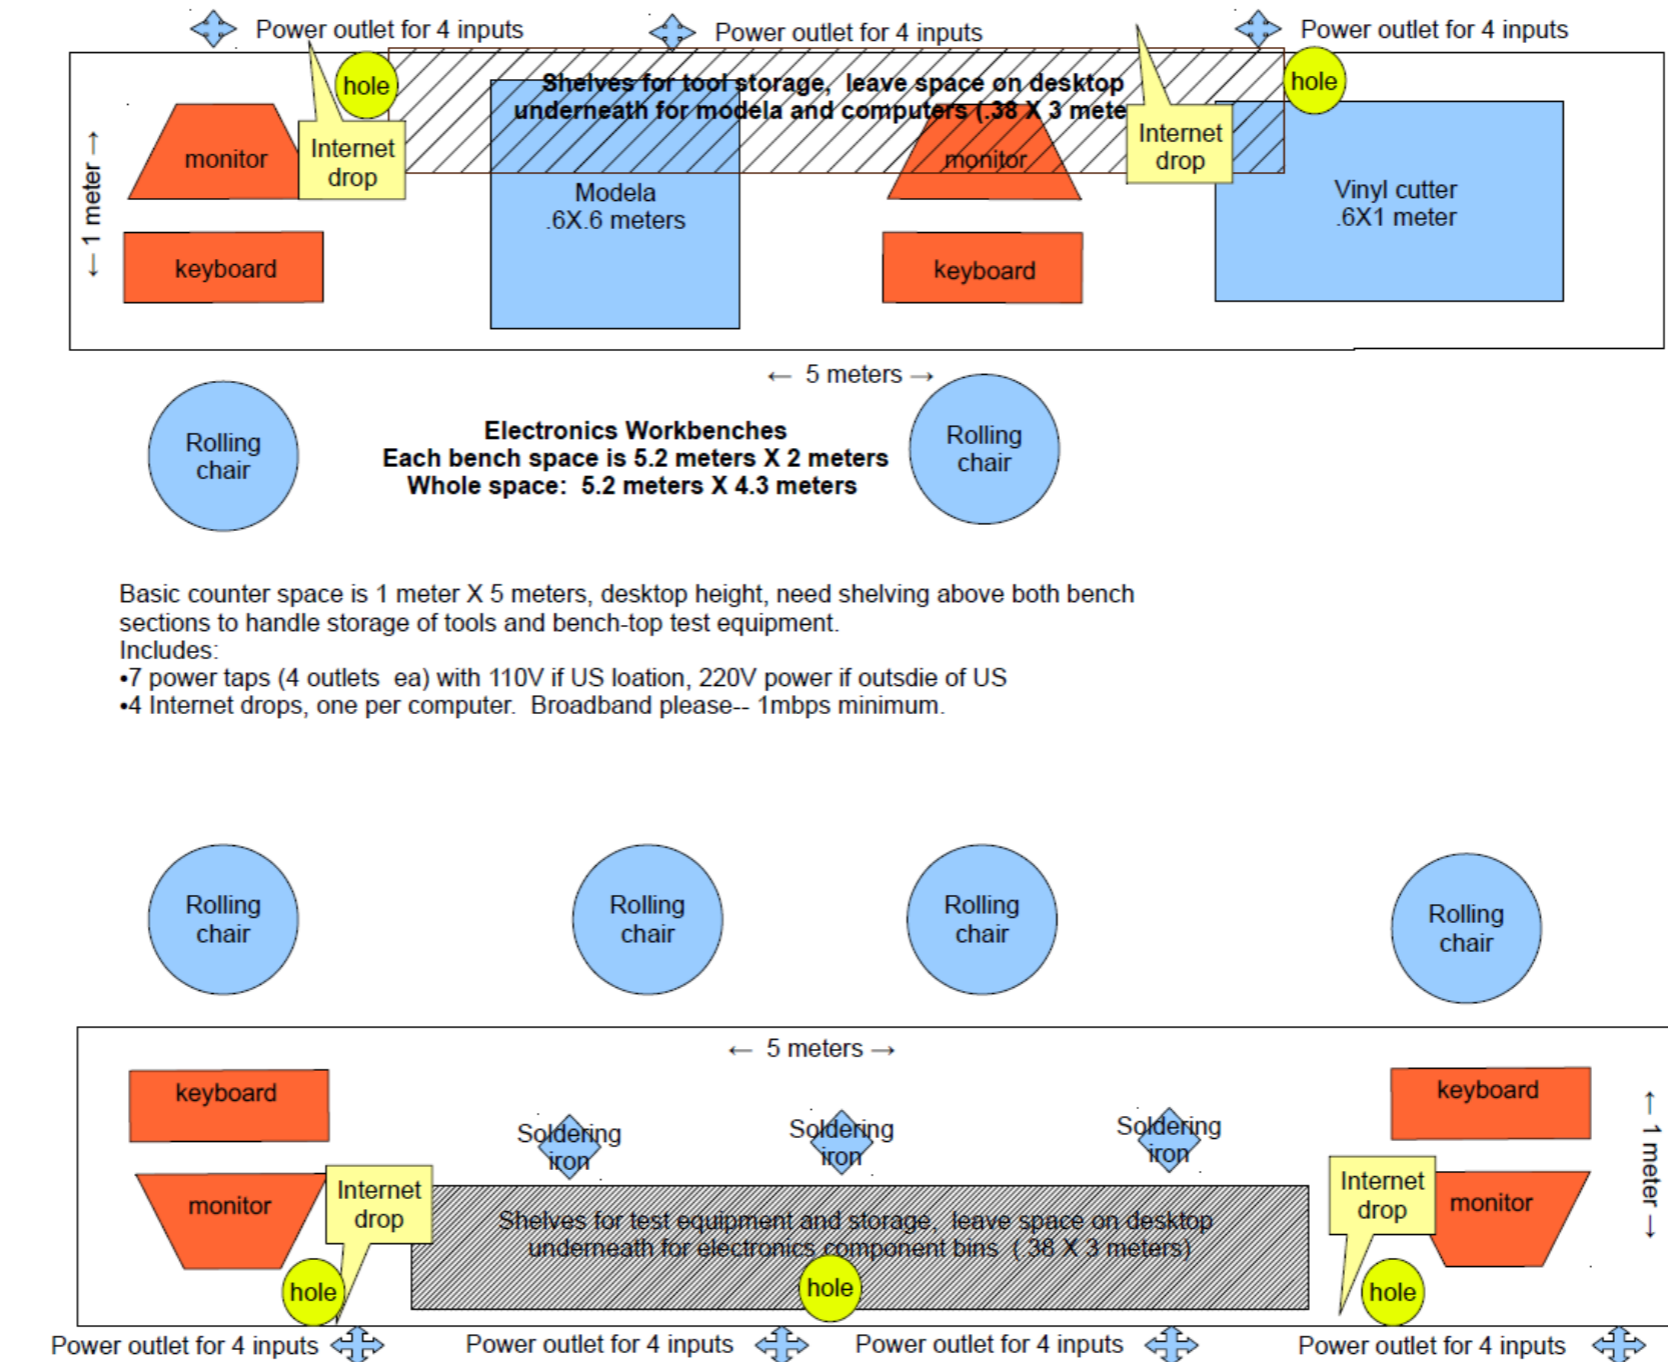 Power outlet for 4 inputs
Power outlet for 4 inputs
Power outlet for 4 inputs
hole
Shelves for tool storage,  leave space on desktop
underneath for modela and computers (.38 X 3 mete
hole
monitor
Internet
drop
monitor
Internet
drop
← 1 meter →
Modela
.6X.6 meters
Vinyl cutter
.6X1 meter
keyboard
keyboard
← 5 meters →
Rolling
chair
Electronics Workbenches
Each bench space is 5.2 meters X 2 meters
Whole space:  5.2 meters X 4.3 meters
Rolling
chair
Basic counter space is 1 meter X 5 meters, desktop height, need shelving above both bench
sections to handle storage of tools and bench-top test equipment.
Includes:
•7 power taps (4 outlets  ea) with 110V if US loation, 220V power if outsdie of US
•4 Internet drops, one per computer.  Broadband please-- 1mbps minimum.
Rolling
chair
Rolling
chair
Rolling
chair
Rolling
chair
← 5 meters →
keyboard
keyboard
Soldering
iron
Soldering
iron
Soldering
iron
← 1 meter →
monitor
Internet
drop
Internet
drop
monitor
Shelves for test equipment and storage,  leave space on desktop
underneath for electronics component bins  (.38 X 3 meters)
hole
hole
hole
Power outlet for 4 inputs
Power outlet for 4 inputs
Power outlet for 4 inputs
Power outlet for 4 inputs